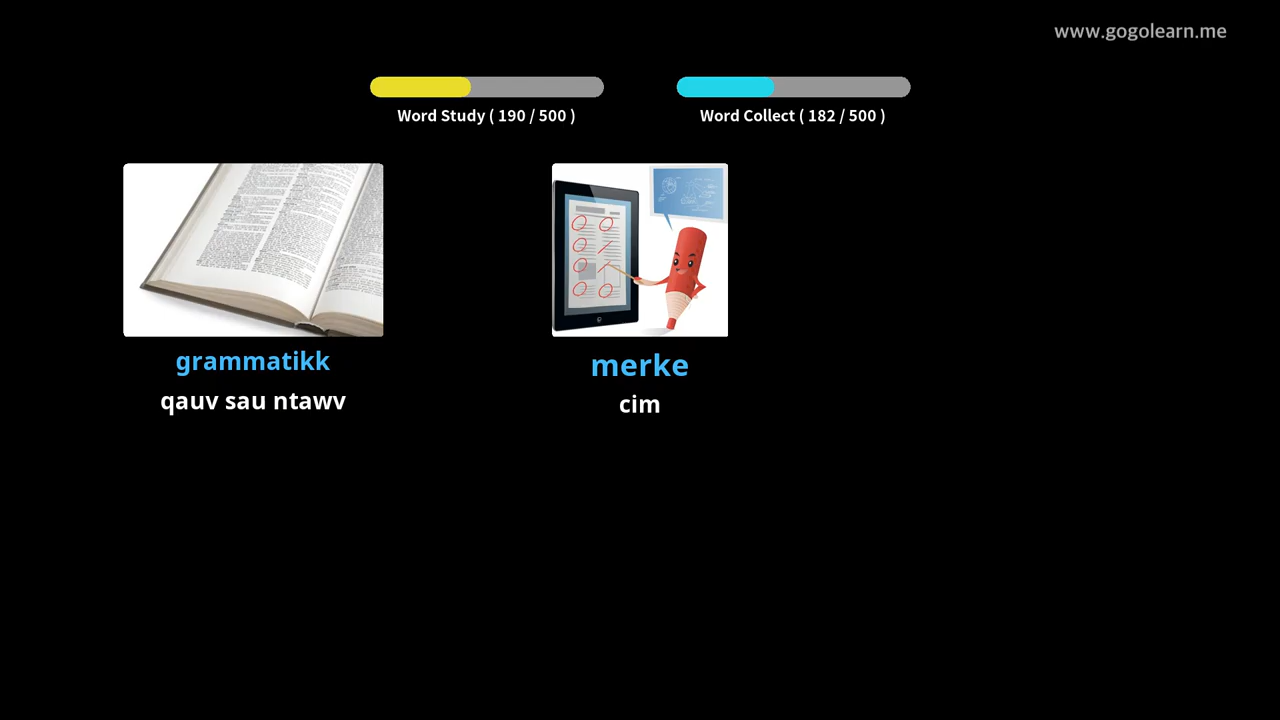 www.gogolearn.me
Word Study ( 190 / 500 )
Word Collect ( 182 / 500 )
grammatikk
merke
qauv sau ntawv
cim